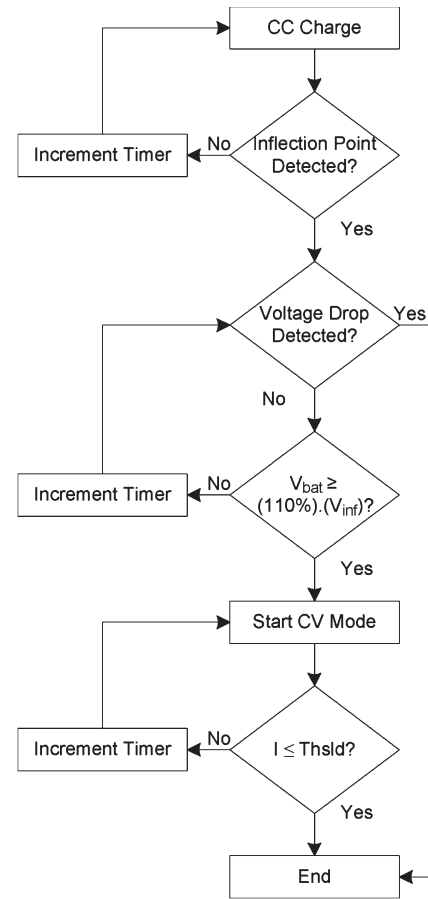 CC Charge
Inflection Point
Detected?
No
Increment Timer
Yes
Voltage Drop
Detected?
Yes
No
V_bat ≥
(110%).(V_inf)?
No
Increment Timer
Yes
Start CV Mode
I ≤ Thsld?
No
Increment Timer
Yes
End